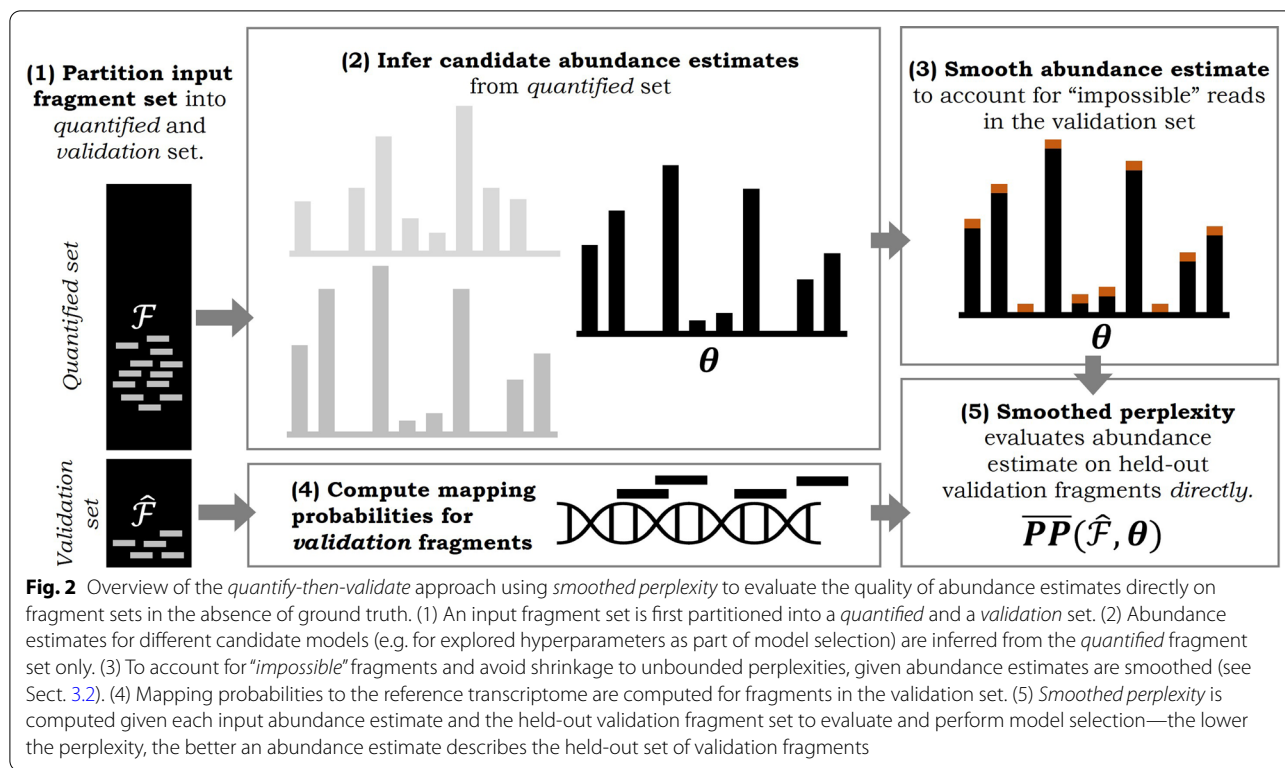 (1) Partition input
fragment set into
quantified and
validation set.
Quantified set
ℱ
Validation
set
ℱ̂
(2) Infer candidate abundance estimates
from quantified set
θ
(3) Smooth abundance estimate
to account for “impossible” reads
in the validation set
θ
(4) Compute mapping
probabilities for
validation fragments
(5) Smoothed perplexity
evaluates abundance
estimate on held-out
validation fragments directly.
P̅P̅(ℱ̂, θ)
Fig. 2 Overview of the quantify-then-validate approach using smoothed perplexity to evaluate the quality of abundance estimates directly on
fragment sets in the absence of ground truth. (1) An input fragment set is first partitioned into a quantified and a validation set. (2) Abundance
estimates for different candidate models (e.g. for explored hyperparameters as part of model selection) are inferred from the quantified fragment
set only. (3) To account for “impossible” fragments and avoid shrinkage to unbounded perplexities, given abundance estimates are smoothed (see
Sect. 3.2). (4) Mapping probabilities to the reference transcriptome are computed for fragments in the validation set. (5) Smoothed perplexity is
computed given each input abundance estimate and the held-out validation fragment set to evaluate and perform model selection—the lower
the perplexity, the better an abundance estimate describes the held-out set of validation fragments